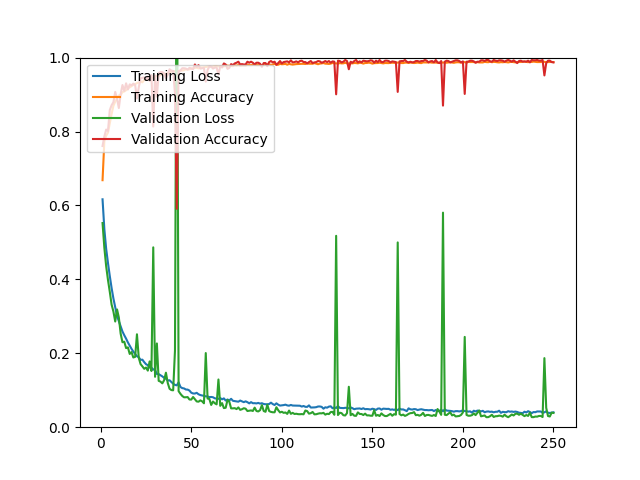 1.0
0.8
0.6
0.4
0.2
0.0
Training Loss
Training Accuracy
Validation Loss
Validation Accuracy
0 50 100 150 200 250